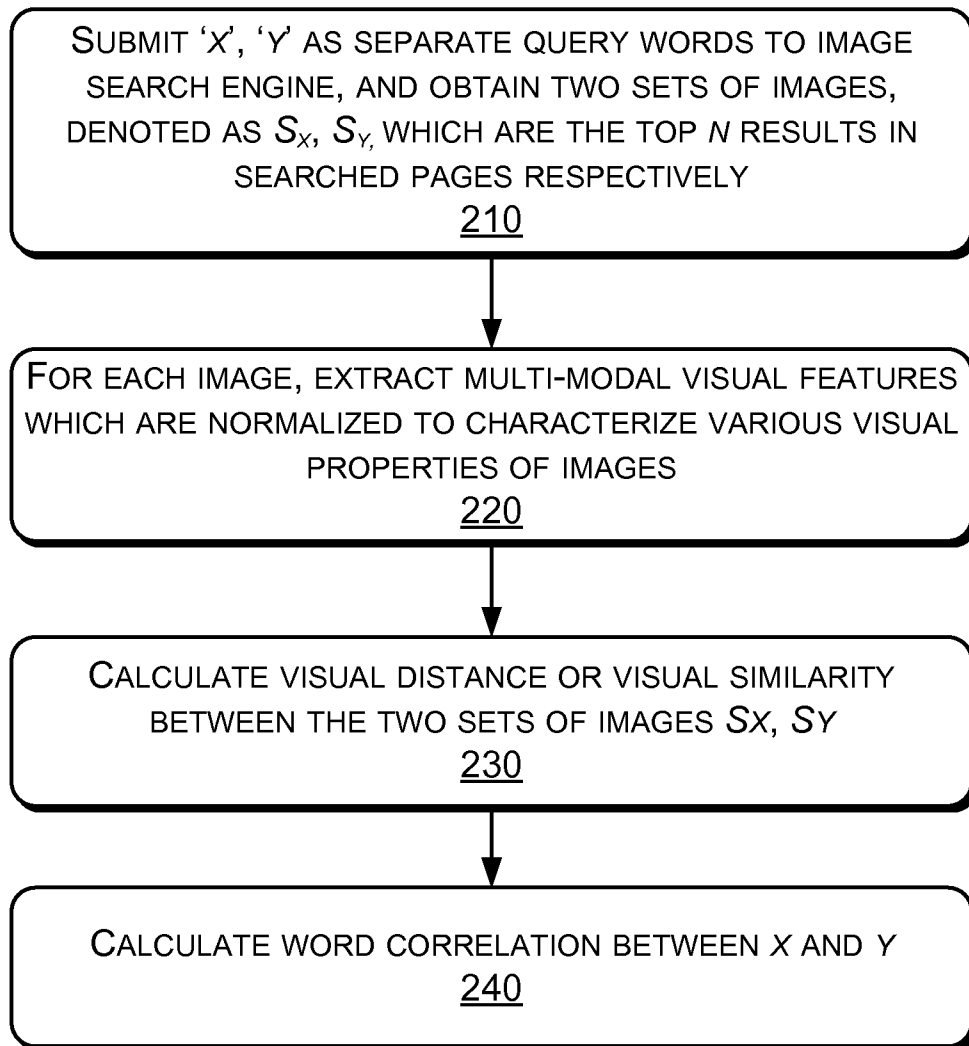 SUBMIT ‘X’, ‘Y’ AS SEPARATE QUERY WORDS TO IMAGE
SEARCH ENGINE, AND OBTAIN TWO SETS OF IMAGES,
DENOTED AS SX, SY, WHICH ARE THE TOP N RESULTS IN
SEARCHED PAGES RESPECTIVELY
210
FOR EACH IMAGE, EXTRACT MULTI-MODAL VISUAL FEATURES
WHICH ARE NORMALIZED TO CHARACTERIZE VARIOUS VISUAL
PROPERTIES OF IMAGES
220
CALCULATE VISUAL DISTANCE OR VISUAL SIMILARITY
BETWEEN THE TWO SETS OF IMAGES SX, SY
230
CALCULATE WORD CORRELATION BETWEEN X AND Y
240